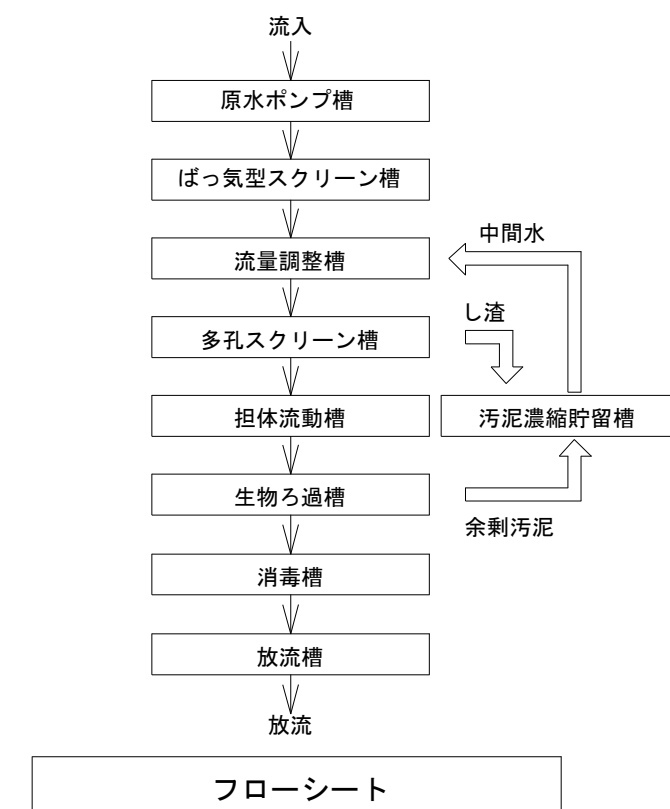 流入
原水ポンプ槽
ばっ気型スクリーン槽
中間水
流量調整槽
し渣
多孔スクリーン槽
担体流動槽
汚泥濃縮貯留槽
生物ろ過槽
余剰汚泥
消毒槽
放流槽
放流
フローシート